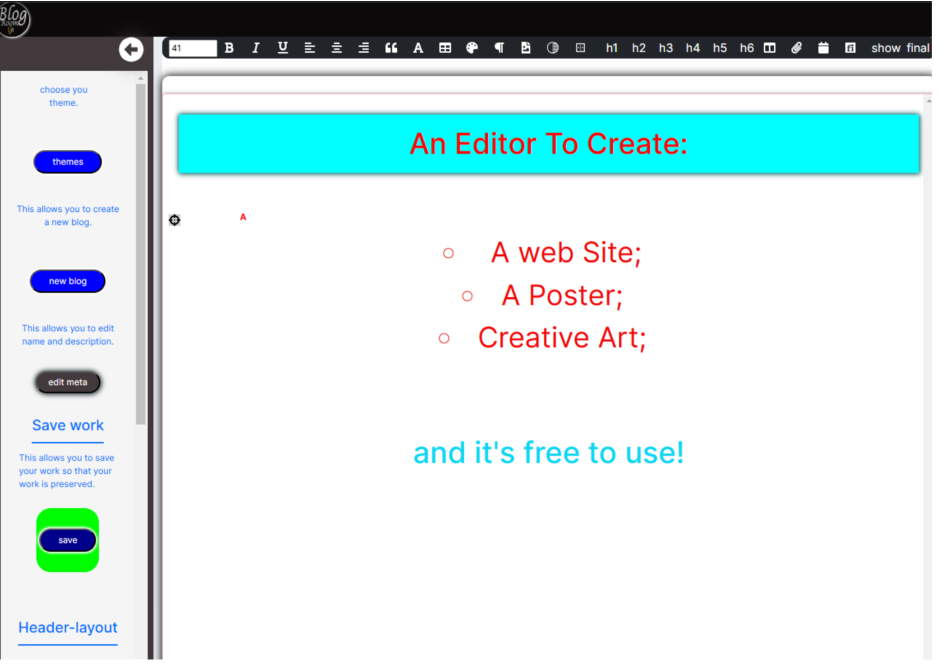 Blog
Room
41
B I U A ¶ h1 h2 h3 h4 h5 h6 show final
choose you
theme.
themes
This allows you to create
a new blog.
new blog
This allows you to edit
name and description.
edit meta
Save work
This allows you to save
your work so that your
work is preserved.
save
Header-layout
An Editor To Create:
A
A web Site;
A Poster;
Creative Art;
and it's free to use!